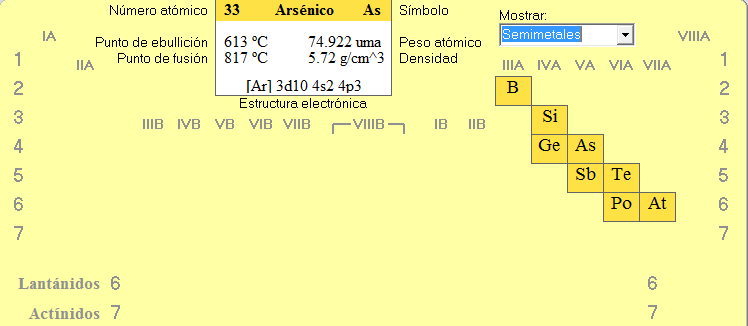 Número atómico 33 Arsénico As Símbolo
Mostrar:
Semimetales
IA VIIIA
Punto de ebullición 613 ºC 74.922 uma Peso atómico
Punto de fusión 817 ºC 5.72 g/cm^3 Densidad
1 IIA IIIA IVA VA VIA VIIA 1
[Ar] 3d10 4s2 4p3
2 B 2
Estructura electrónica
3 IIIB IVB VB VIB VIIB VIIIB IB IIB Si 3
4 Ge As 4
5 Sb Te 5
6 Po At 6
7 7
Lantánidos 6 6
Actínidos 7 7